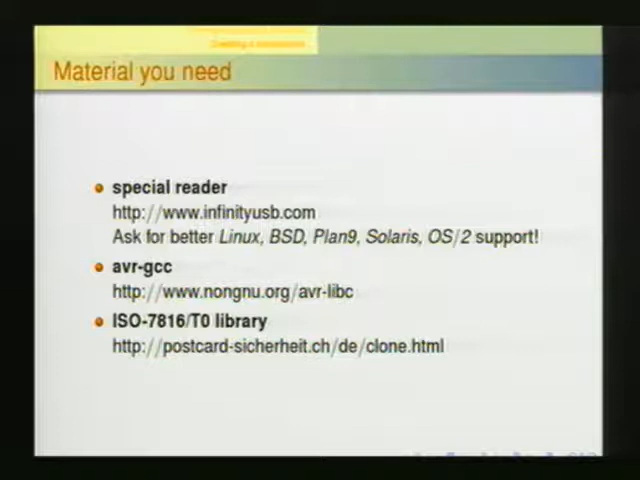 Material you need
special reader
http://www.infinityusb.com
Ask for better Linux, BSD, Plan9, Solaris, OS/2 support!
avr-gcc
http://www.nongnu.org/avr-libc
ISO-7816/T0 library
http://postcard-sicherheit.ch/de/clone.html